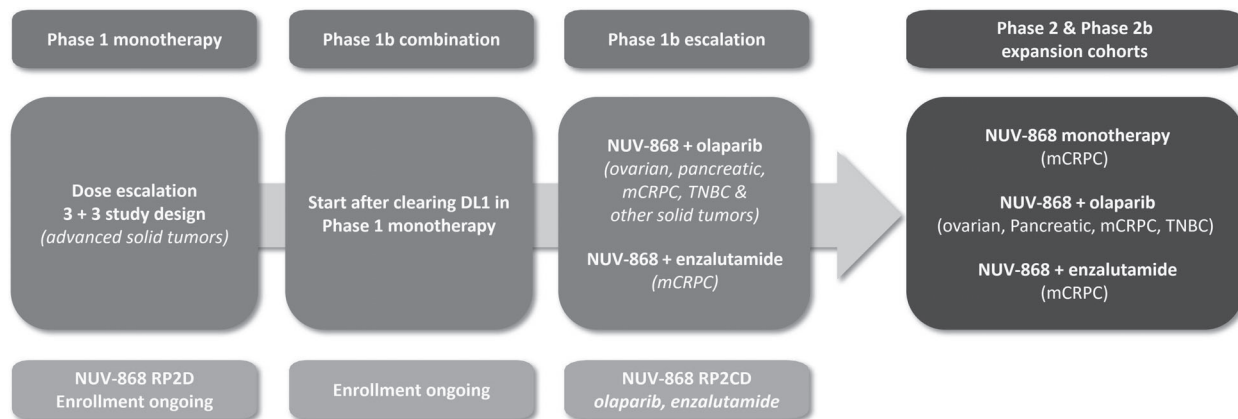 Phase 1 monotherapy
Phase 1b combination
Phase 1b escalation
Phase 2 & Phase 2b
expansion cohorts
Dose escalation
3 + 3 study design
(advanced solid tumors)
Start after clearing DL1 in
Phase 1 monotherapy
NUV-868 + olaparib
(ovarian, pancreatic,
mCRPC, TNBC &
other solid tumors)
NUV-868 + enzalutamide
(mCRPC)
NUV-868 monotherapy
(mCRPC)
NUV-868 + olaparib
(ovarian, Pancreatic, mCRPC, TNBC)
NUV-868 + enzalutamide
(mCRPC)
NUV-868 RP2D
Enrollment ongoing
Enrollment ongoing
NUV-868 RP2CD
olaparib, enzalutamide